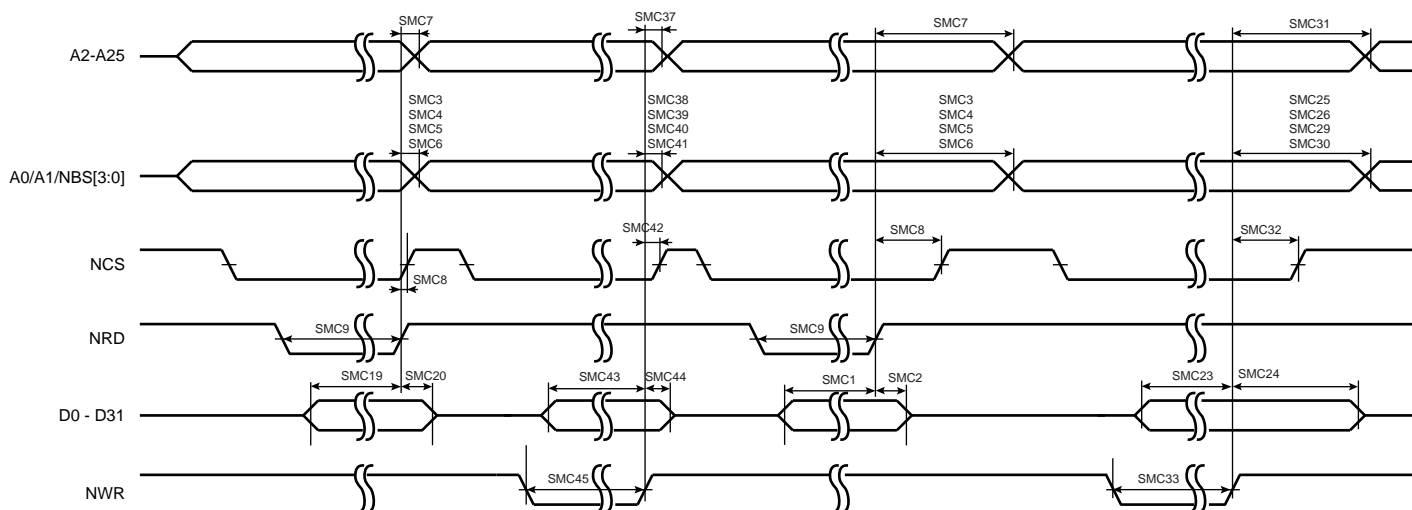 SMC7
SMC37
SMC7
SMC31
A2-A25
SMC3
SMC4
SMC5
SMC6
SMC38
SMC39
SMC40
SMC41
SMC3
SMC4
SMC5
SMC6
SMC25
SMC26
SMC29
SMC30
A0/A1/NBS[3:0]
SMC42
SMC8
SMC32
NCS
SMC8
NRD
SMC9
SMC9
SMC19
SMC20
SMC43
SMC44
SMC1
SMC2
SMC23
SMC24
D0 - D31
NWR
SMC45
SMC33